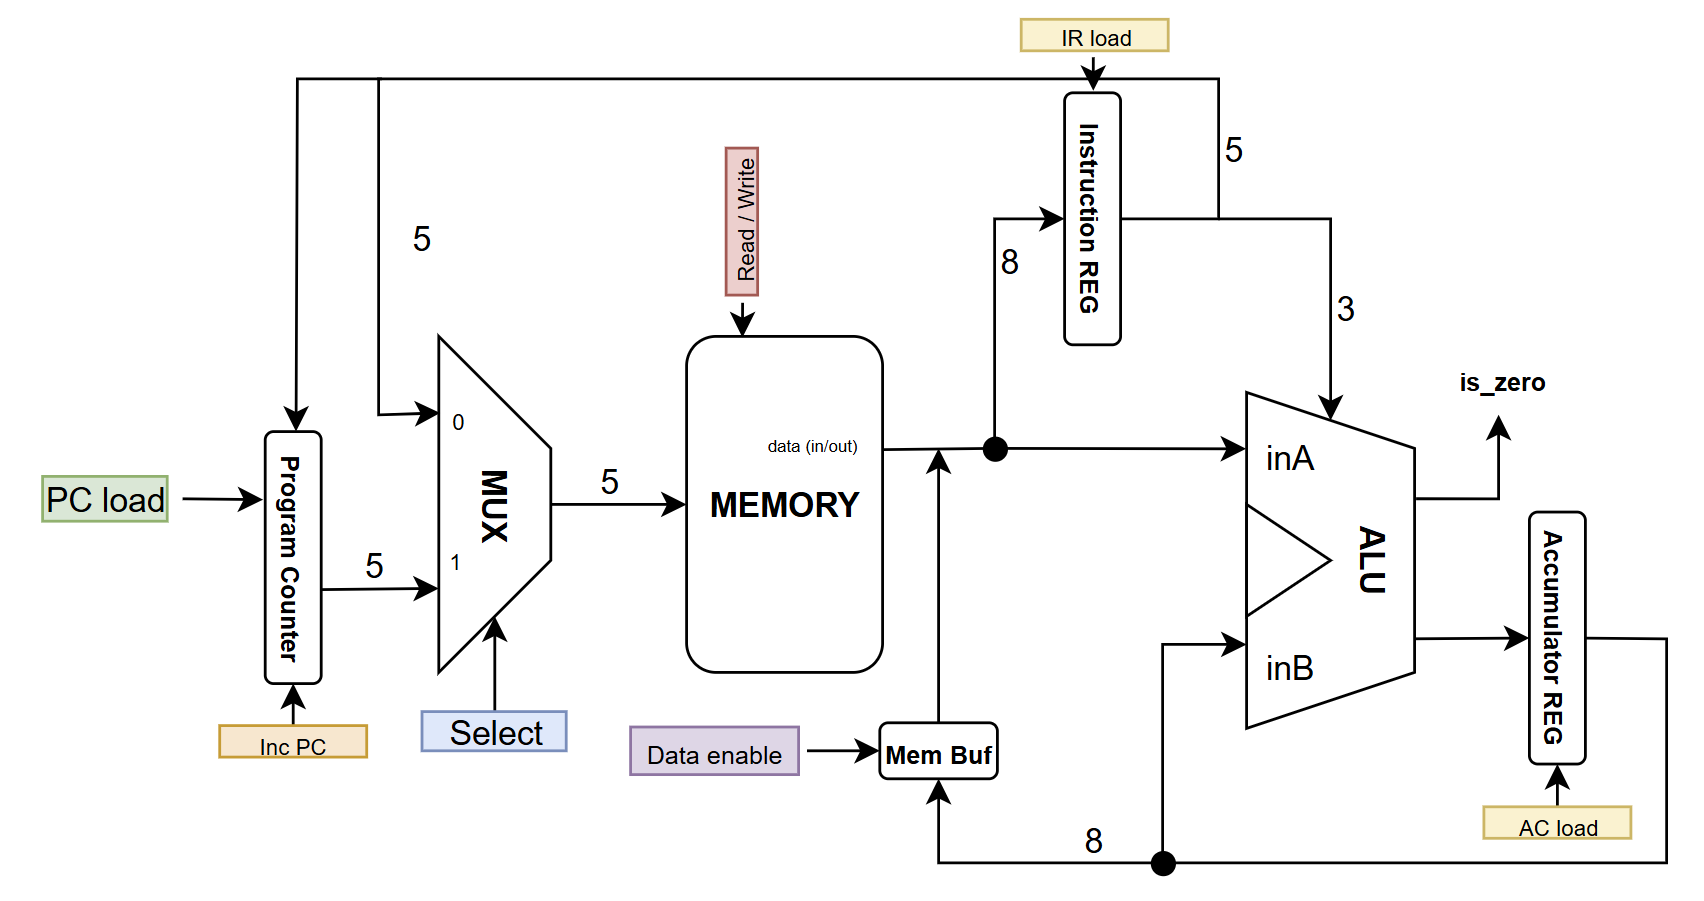 IR load
5
Instruction REG
Read / Write
5
8
3
is_zero
0
data (in/out)
inA
Program Counter
PC load
MUX
5
MEMORY
ALU
Accumulator REG
5
1
inB
Inc PC
Select
Data enable
Mem Buf
AC load
8